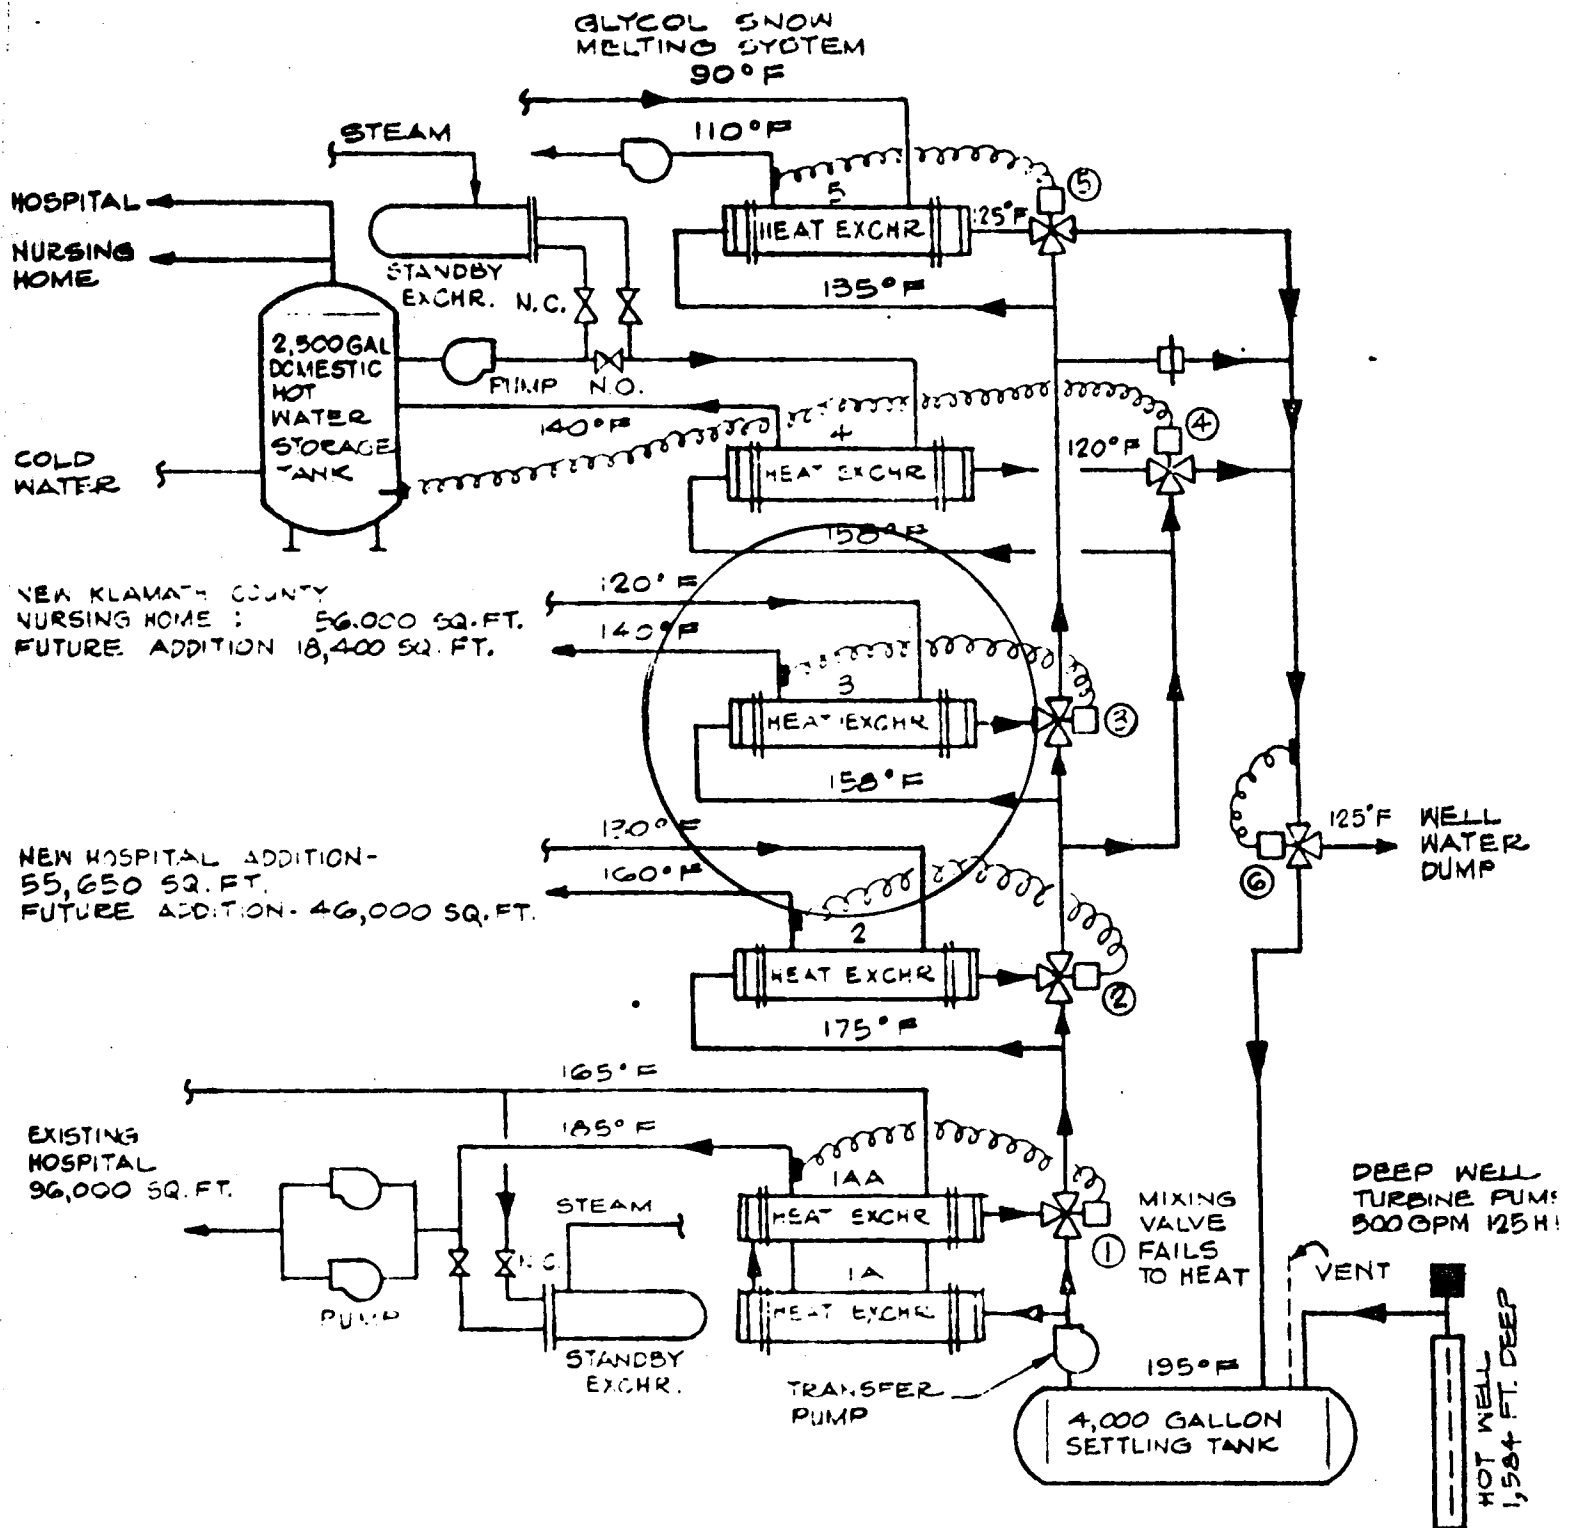 GLYCOL SNOW
MELTING SYSTEM
90°F
110°F
STEAM
HOSPITAL
NURSING
HOME
STANDBY
EXCHR.
N.C.
5
HEAT EXCHR
125°F
⑤
135°F
2,500 GAL
DOMESTIC
HOT
WATER
STORAGE
TANK
PUMP
N.O.
140°F
COLD
WATER
4
HEAT EXCHR
120°F
④
158°F
NEW KLAMATH COUNTY
NURSING HOME : 56,000 SQ.FT.
FUTURE ADDITION 18,400 SQ.FT.
120°F
140°F
3
HEAT EXCHR
③
158°F
NEW HOSPITAL ADDITION-
55,650 SQ.FT.
FUTURE ADDITION- 46,000 SQ.FT.
160°F
2
HEAT EXCHR
②
175°F
125°F
WELL
WATER
DUMP
⑥
165°F
185°F
EXISTING
HOSPITAL
96,000 SQ.FT.
PUMP
STEAM
N.C.
STANDBY
EXCHR.
1AA
HEAT EXCHR
1A
HEAT EXCHR
①
MIXING
VALVE
FAILS
TO HEAT
TRANSFER
PUMP
195°F
4,000 GALLON
SETTLING TANK
VENT
DEEP WELL
TURBINE
500 GPM 125 H
HOT WELL
1,584 FT. DEEP